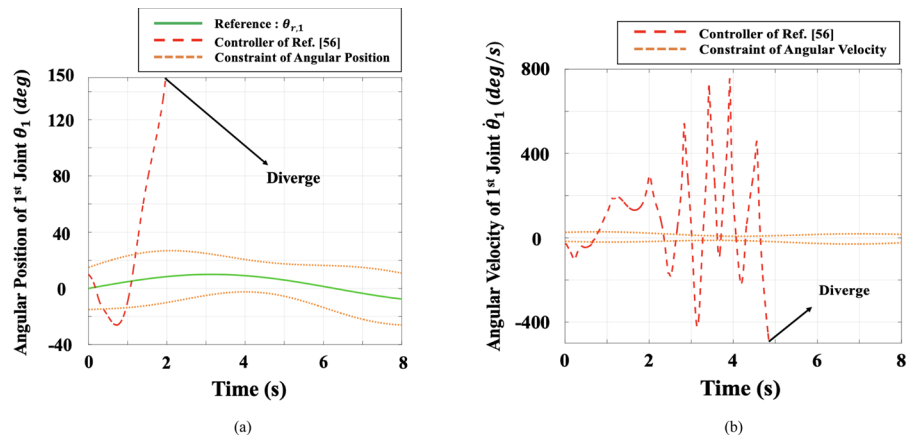 Reference : θr,1
Controller of Ref. [56]
Constraint of Angular Position
Angular Position of 1st Joint θ1 (deg)
150
120
80
40
0
-40
Diverge
0
2
4
6
8
Time (s)
(a)
Controller of Ref. [56]
Constraint of Angular Velocity
Angular Velocity of 1st Joint θ̇1 (deg/s)
800
400
0
-400
Diverge
0
2
4
6
8
Time (s)
(b)